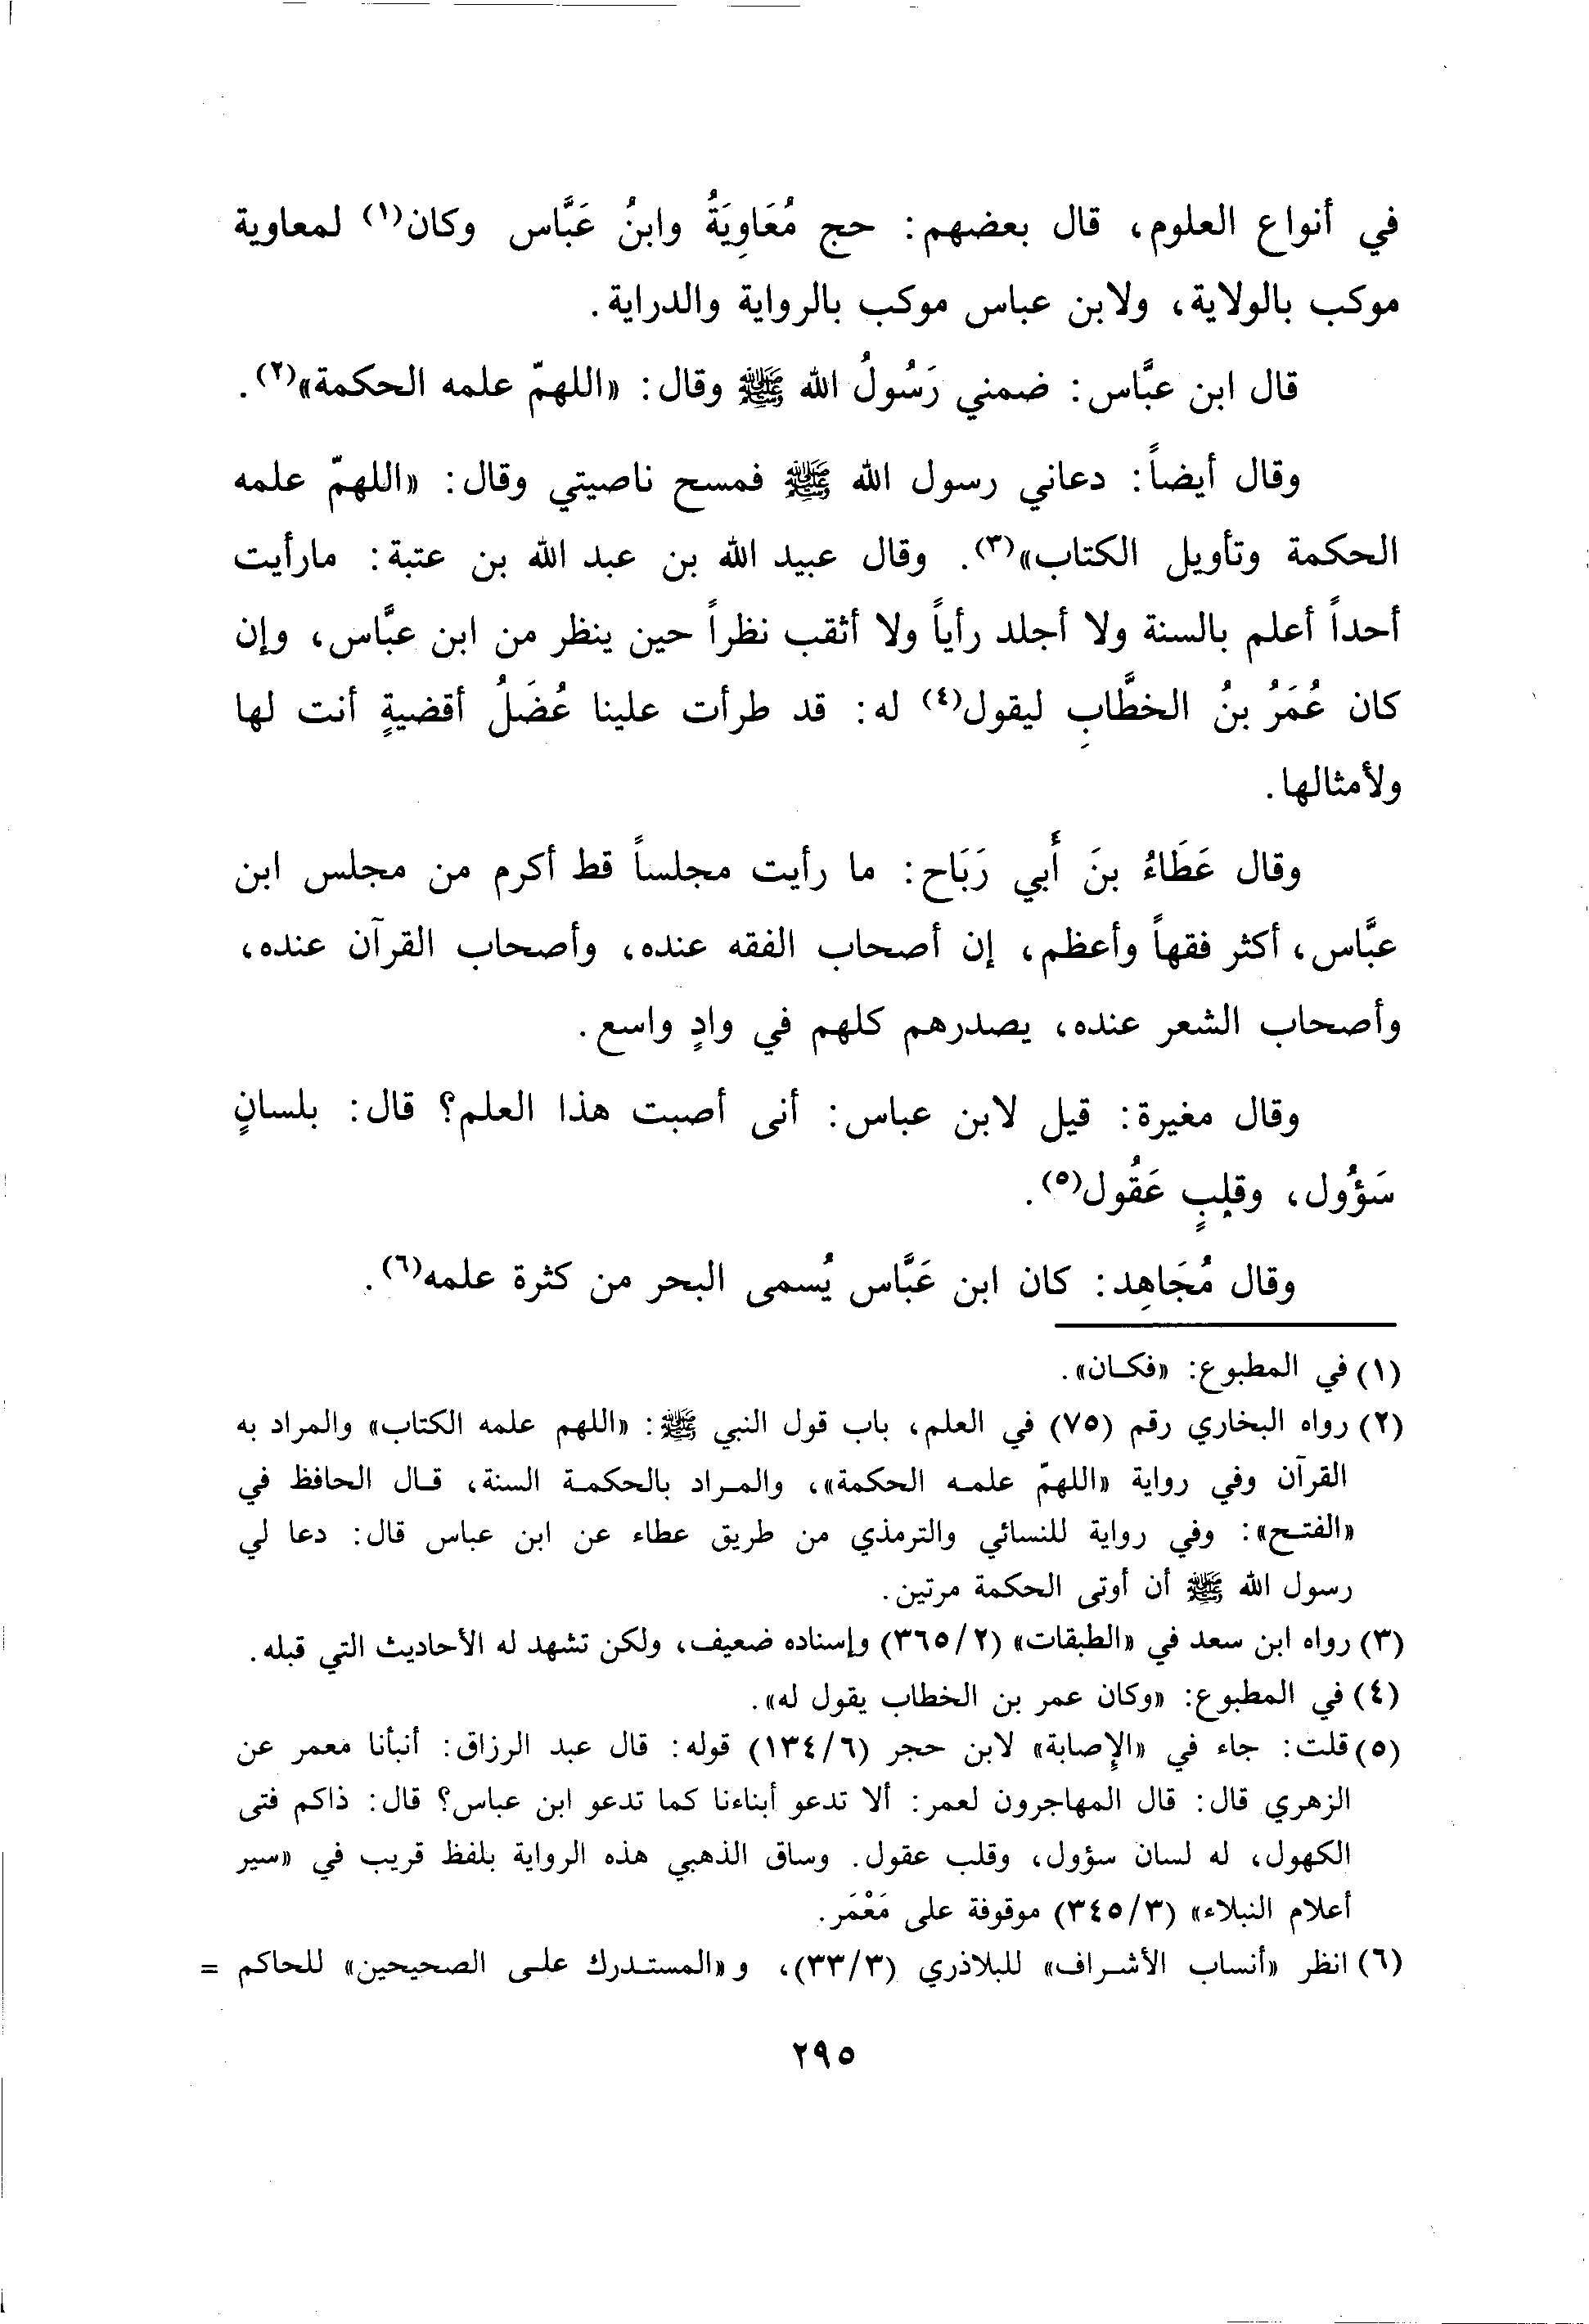 في أنواع العلوم، قال بعضهم: حج مُعَاوِيَةُ وابنُ عَبَّاس وكان(١) لمعاوية
موكب بالولاية، ولابن عباس موكب بالرواية والدراية.
قال ابن عبَّاس: ضمني رَسُولُ الله ﷺ وقال: «اللهمّ علمه الحكمة»(٢).
وقال أيضاً: دعاني رسول الله ﷺ فمسح ناصيتي وقال: «اللهمّ علمه
الحكمة وتأويل الكتاب»(٣). وقال عبيد الله بن عبد الله بن عتبة: مارأيت
أحداً أعلم بالسنة ولا أجلد رأياً ولا أثقب نظراً حين ينظر من ابن عبَّاس، وإن
كان عُمَرُ بنُ الخطَّابِ ليقول(٤) له: قد طرأت علينا عُضَلُ أقضيةٍ أنت لها
ولأمثالها.
وقال عَطَاءُ بنَ أَبي رَبَاح: ما رأيت مجلساً قط أكرم من مجلس ابن
عبَّاس، أكثر فقهاً وأعظم، إن أصحاب الفقه عنده، وأصحاب القرآن عنده،
وأصحاب الشعر عنده، يصدرهم كلهم في وادٍ واسع.
وقال مغيرة: قيل لابن عباس: أنى أصبت هذا العلم؟ قال: بلسانٍ
سَؤُول، وقلبٍ عَقُول(٥).
وقال مُجَاهِد: كان ابن عَبَّاس يُسمى البحر من كثرة علمه(٦).
(١) في المطبوع: «فكان».
(٢) رواه البخاري رقم (٧٥) في العلم، باب قول النبي ﷺ: «اللهم علمه الكتاب» والمراد به
القرآن وفي رواية «اللهمّ علمه الحكمة»، والمراد بالحكمة السنة، قال الحافظ في
«الفتح»: وفي رواية للنسائي والترمذي من طريق عطاء عن ابن عباس قال: دعا لي
رسول الله ﷺ أن أوتى الحكمة مرتين.
(٣) رواه ابن سعد في «الطبقات» (٢/٣٦٥) وإسناده ضعيف، ولكن تشهد له الأحاديث التي قبله.
(٤) في المطبوع: «وكان عمر بن الخطاب يقول له».
(٥) قلت: جاء في «الإصابة» لابن حجر (٦/١٣٤) قوله: قال عبد الرزاق: أنبأنا معمر عن
الزهري قال: قال المهاجرون لعمر: ألا تدعو أبناءنا كما تدعو ابن عباس؟ قال: ذاكم فتى
الكهول، له لسان سؤول، وقلب عقول. وساق الذهبي هذه الرواية بلفظ قريب في «سير
أعلام النبلاء» (٣/٣٤٥) موقوفة على مَعْمَر.
(٦) انظر «أنساب الأشراف» للبلاذري (٣/٣٣)، و«المستدرك على الصحيحين» للحاكم =
٢٩٥